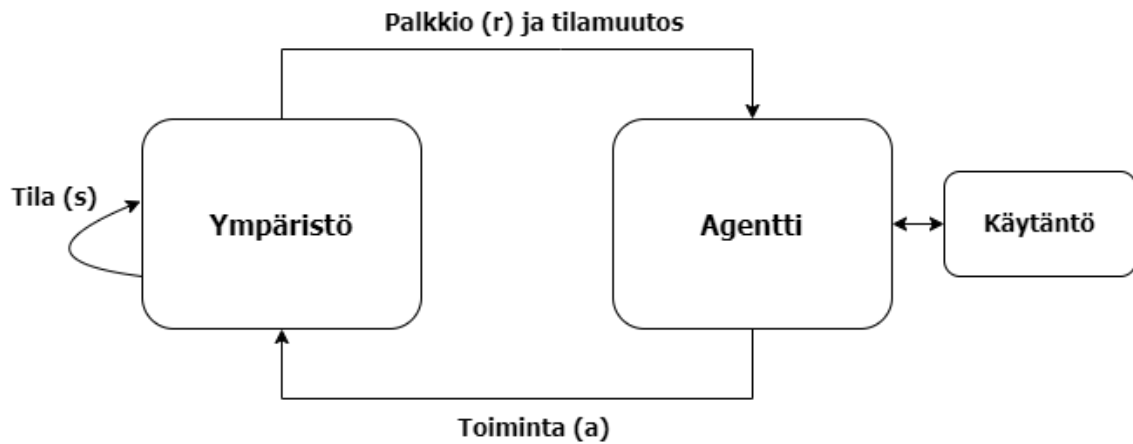 Palkkio (r) ja tilamuutos
Tila (s)
Ympäristö
Agentti
Käytäntö
Toiminta (a)